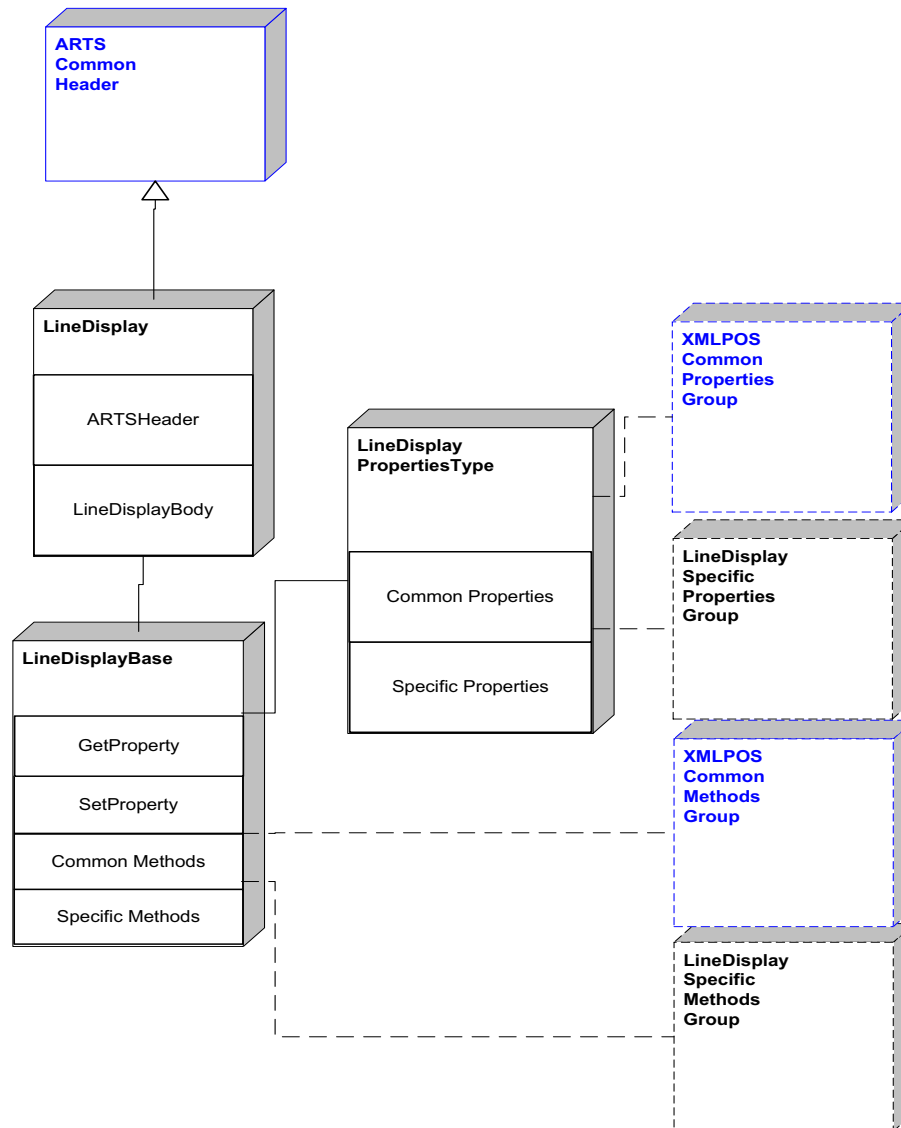 ARTS
Common
Header
LineDisplay
ARTSHeader
LineDisplayBody
LineDisplay
PropertiesType
Common Properties
Specific Properties
LineDisplayBase
GetProperty
SetProperty
Common Methods
Specific Methods
XMLPOS
Common
Properties
Group
LineDisplay
Specific
Properties
Group
XMLPOS
Common
Methods
Group
LineDisplay
Specific
Methods
Group